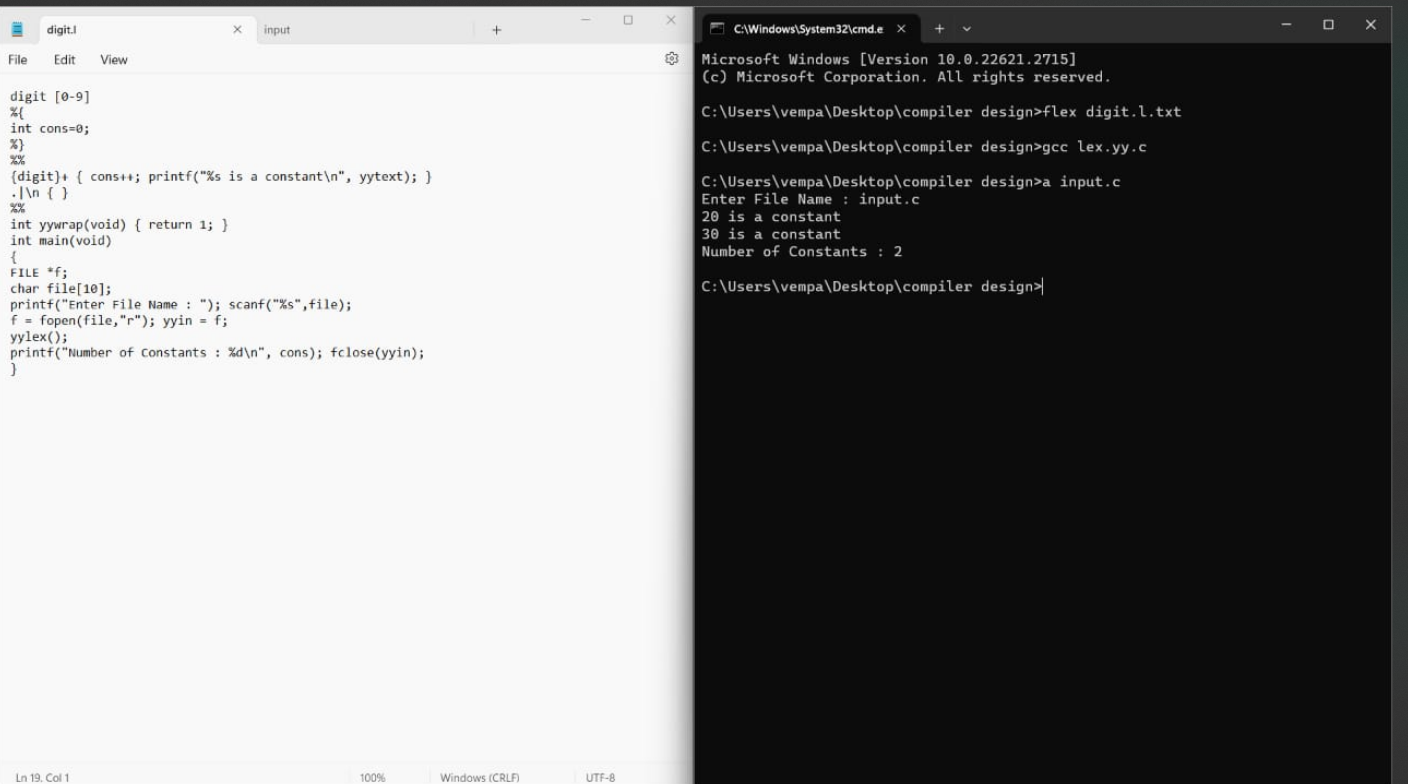 digit.l
input
File Edit View
digit [0-9]
%{
int cons=0;
%}
%%
{digit}+ { cons++; printf("%s is a constant\n", yytext); }
.|\n { }
%%
int yywrap(void) { return 1; }
int main(void)
{
FILE *f;
char file[10];
printf("Enter File Name : "); scanf("%s",file);
f = fopen(file,"r"); yyin = f;
yylex();
printf("Number of Constants : %d\n", cons); fclose(yyin);
}
Ln 19, Col 1 100% Windows (CRLF) UTF-8
C:\Windows\System32\cmd.e
Microsoft Windows [Version 10.0.22621.2715]
(c) Microsoft Corporation. All rights reserved.
C:\Users\vempa\Desktop\compiler design>flex digit.l.txt
C:\Users\vempa\Desktop\compiler design>gcc lex.yy.c
C:\Users\vempa\Desktop\compiler design>a input.c
Enter File Name : input.c
20 is a constant
30 is a constant
Number of Constants : 2
C:\Users\vempa\Desktop\compiler design>